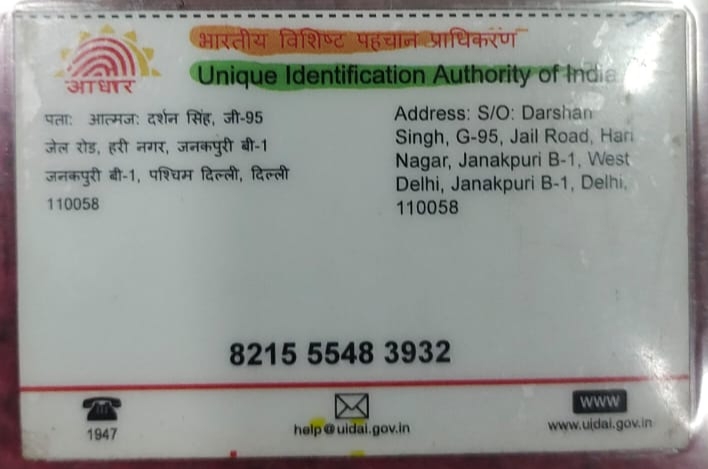 भारतीय विशिष्ट पहचान प्राधिकरण
Unique Identification Authority of India
आधार
पता: आत्मज: दर्शन सिंह, जी-95
जेल रोड, हरी नगर, जनकपुरी बी-1
जनकपुरी बी-1, पश्चिम दिल्ली, दिल्ली
110058
Address: S/O: Darshan
Singh, G-95, Jail Road, Hari
Nagar, Janakpuri B-1, West
Delhi, Janakpuri B-1, Delhi,
110058
8215 5548 3932
1947
help@uidai.gov.in
WWW
www.uidai.gov.in